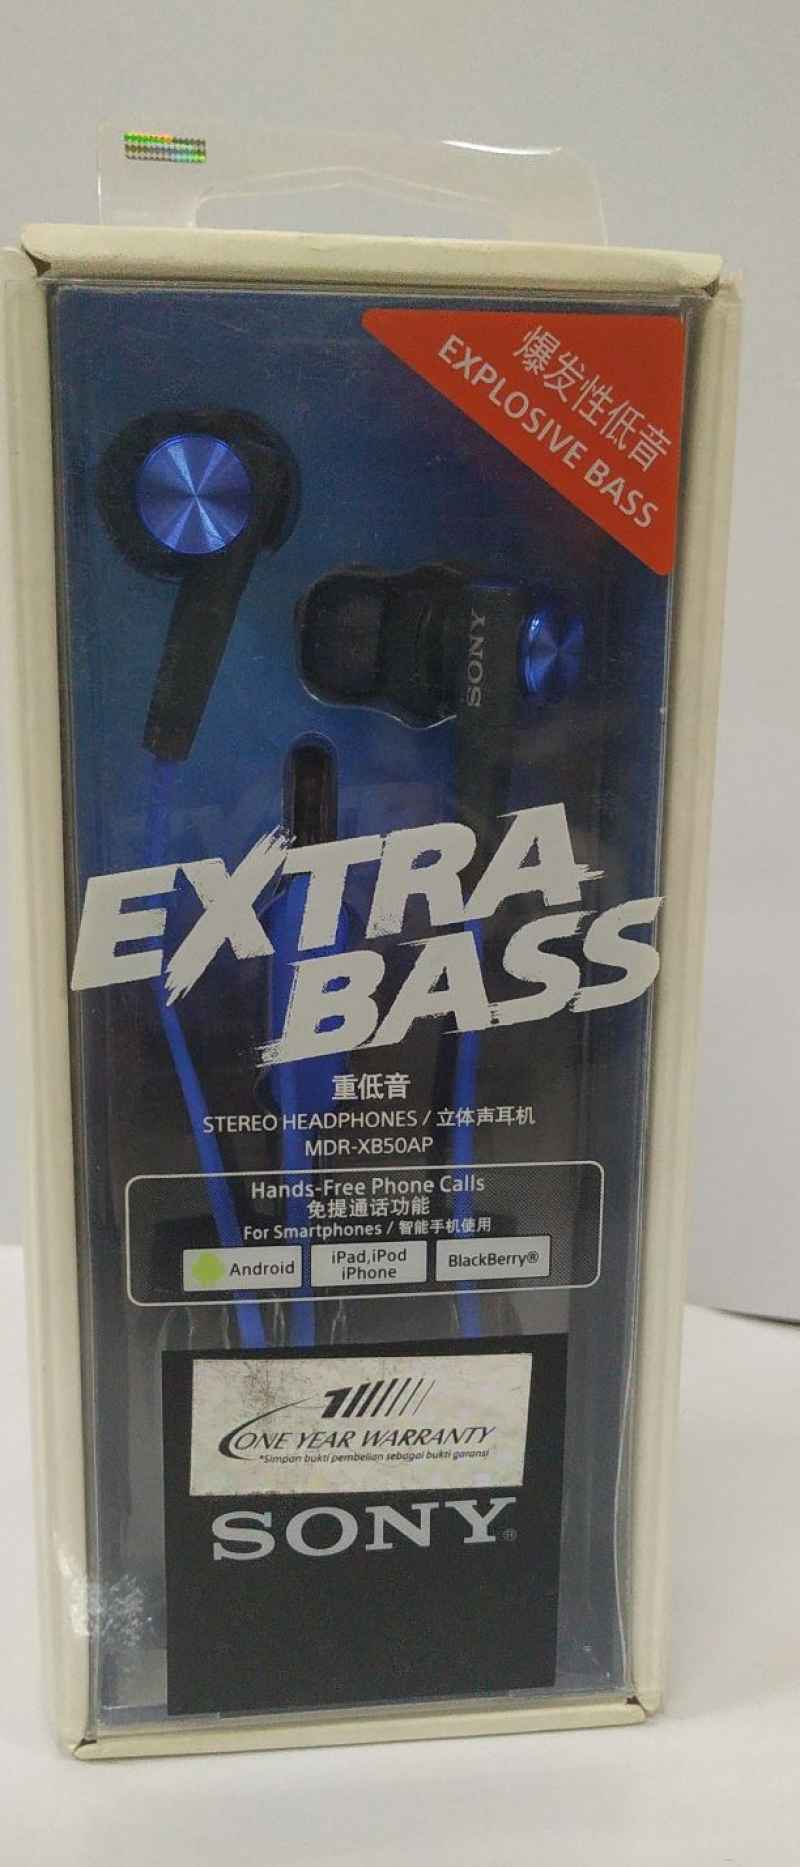 爆发性低音
EXPLOSIVE BASS
SONY
EXTRA
BASS
重低音
STEREO HEADPHONES / 立体声耳机
MDR-XB50AP
Hands-Free Phone Calls
免提通话功能
For Smartphones / 智能手机使用
Android
iPad,iPod
iPhone
BlackBerry®
1
ONE YEAR WARRANTY
*Simpan bukti pembelian sebagai bukti garansi
SONY®